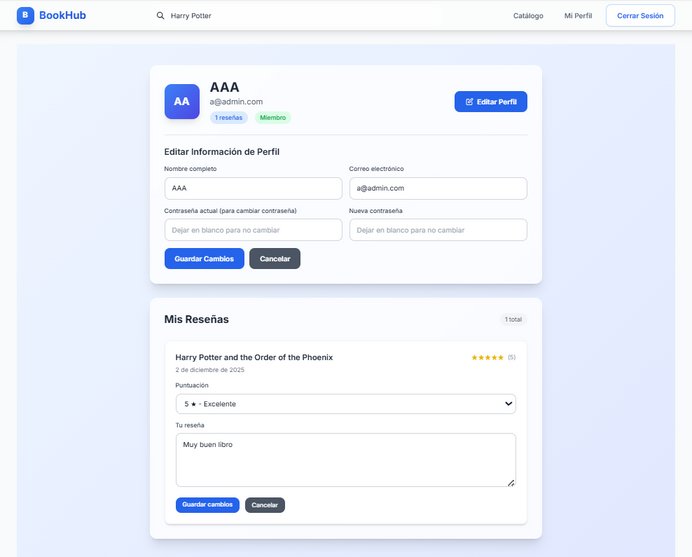 B BookHub Harry Potter Catálogo Mi Perfil Cerrar Sesión
AA
AAA
a@admin.com
1 reseñas Miembro
Editar Perfil
Editar Información de Perfil
Nombre completo Correo electrónico
AAA a@admin.com
Contraseña actual (para cambiar contraseña) Nueva contraseña
Dejar en blanco para no cambiar Dejar en blanco para no cambiar
Guardar Cambios Cancelar
Mis Reseñas 1 total
Harry Potter and the Order of the Phoenix ★★★★★ (5)
2 de diciembre de 2025
Puntuación
5 ★ - Excelente
Tu reseña
Muy buen libro
Guardar cambios Cancelar